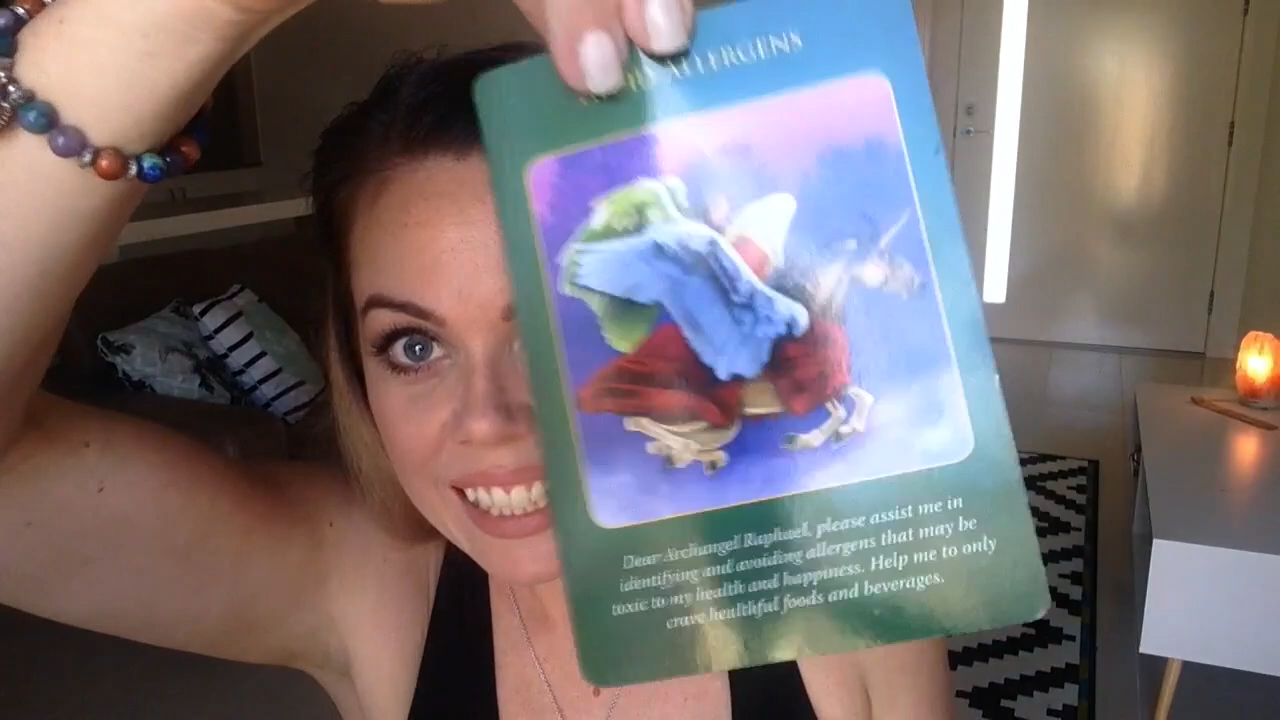 ALLERGENS
Dear Archangel Raphael, please assist me in
identifying and avoiding allergens that may be
toxic to my health and happiness. Help me to only
crave healthful foods and beverages.